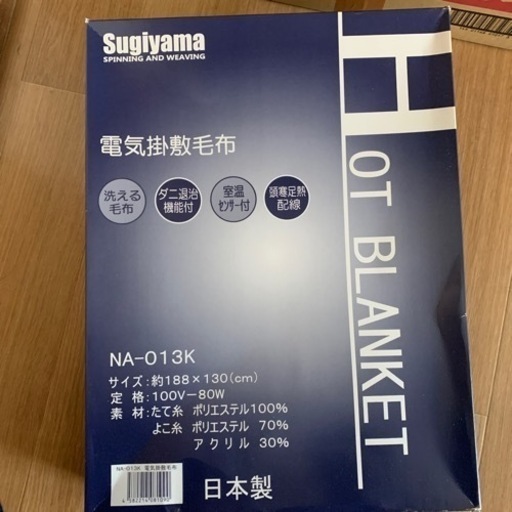 Sugiyama
SPINNING AND WEAVING
HOT BLANKET
電気掛敷毛布
洗える
毛布
ダニ退治
機能付
室温
センサー付
頭寒足熱
配線
NA-013K
サイズ:約188×130(cm)
定　格:100V-80W
素　材:たて糸 ポリエステル100%
よこ糸 ポリエステル 70%
アクリル 30%
NA-013K 電気掛敷毛布
日本製